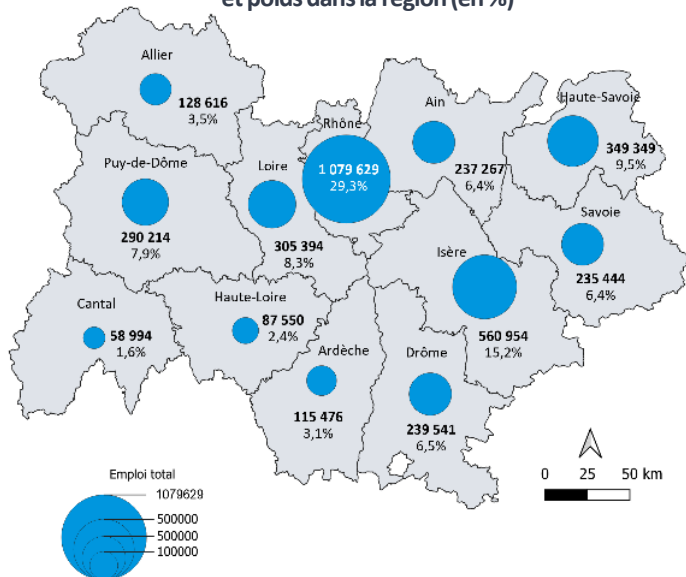 et poids dans la région (en %)
Allier
128 616
3,5%
Puy-de-Dôme
290 214
7,9%
Loire
305 394
8,3%
Rhône
1 079 629
29,3%
Ain
237 267
6,4%
Haute-Savoie
349 349
9,5%
Savoie
235 444
6,4%
Isère
560 954
15,2%
Cantal
58 994
1,6%
Haute-Loire
87 550
2,4%
Ardèche
115 476
3,1%
Drôme
239 541
6,5%
0 25 50 km
Emploi total
1079629
500000
500000
100000